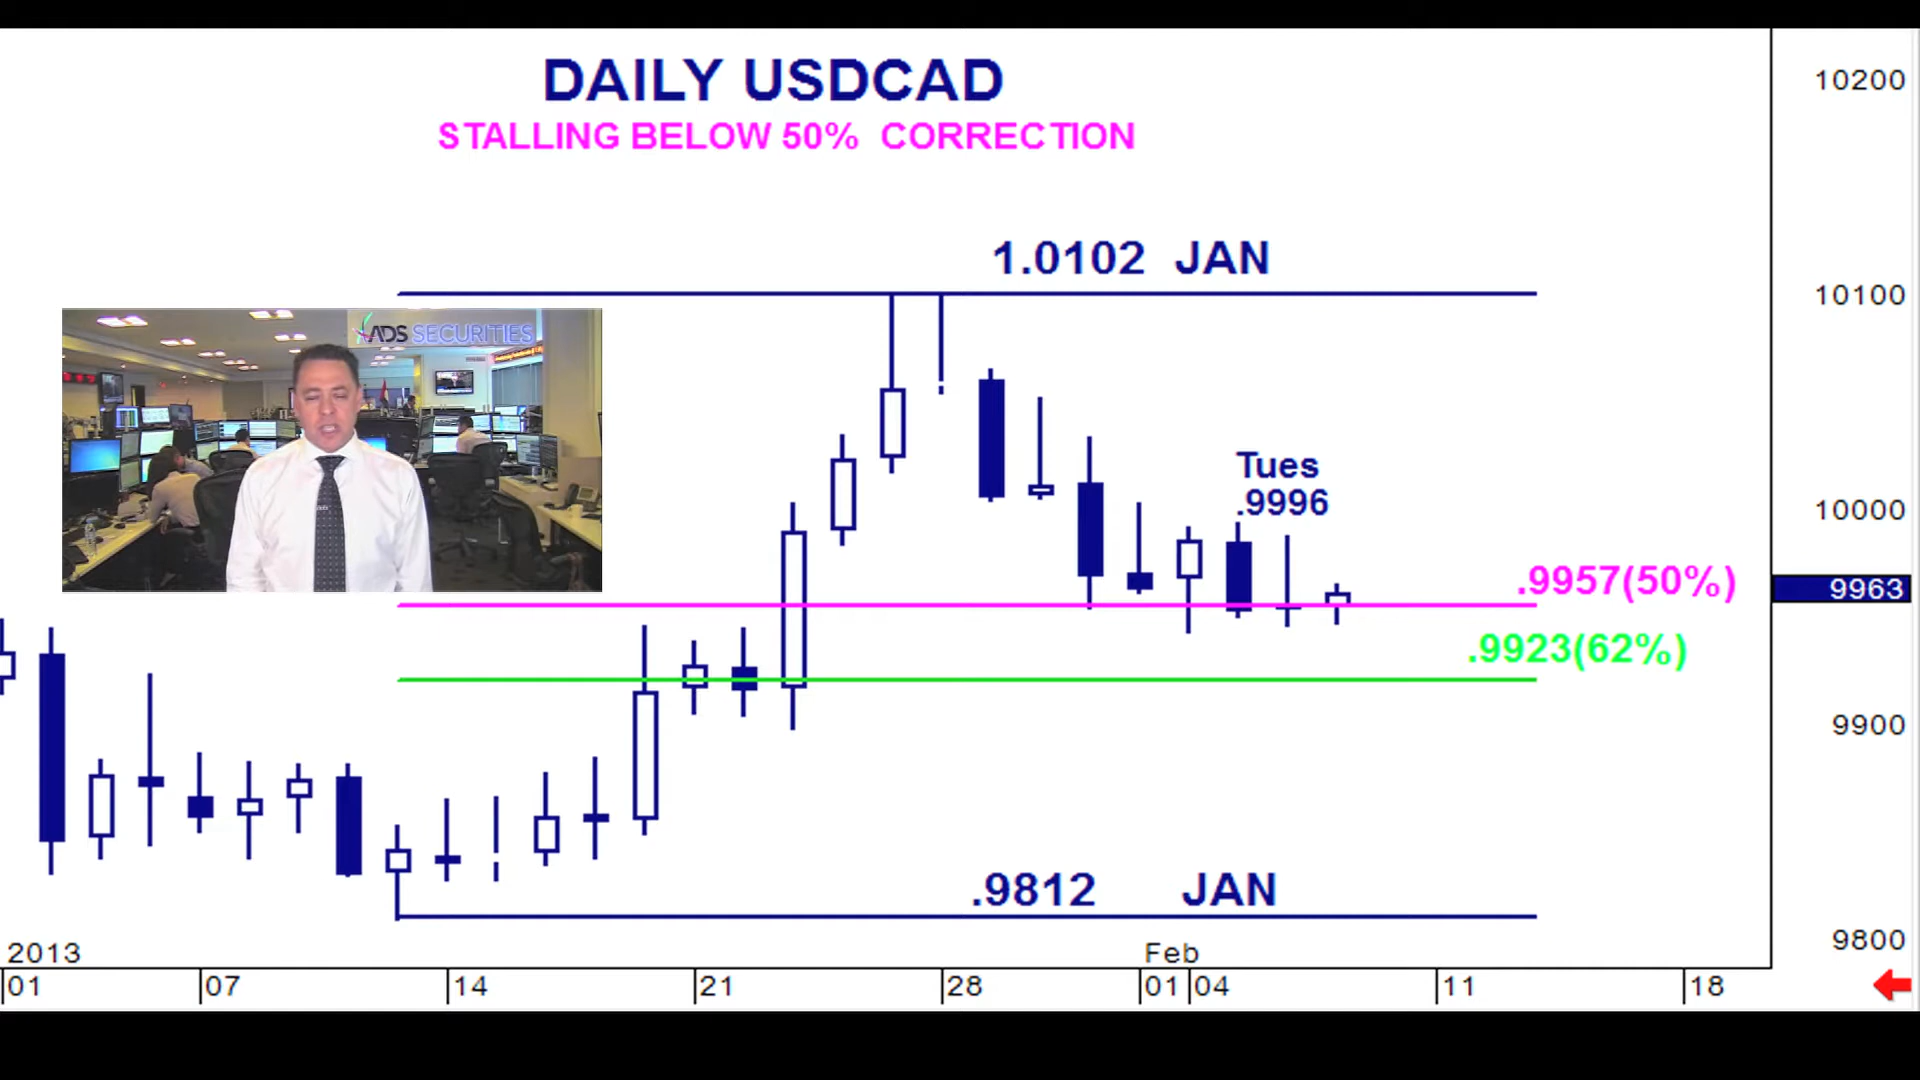 DAILY USDCAD
STALLING BELOW 50% CORRECTION
1.0102 JAN
ADS SECURITIES
Tues
.9996
.9957(50%)
.9923(62%)
.9812 JAN
10200
10100
10000
9963
9900
9800
2013 Feb
01 07 14 21 28 01 04 11 18